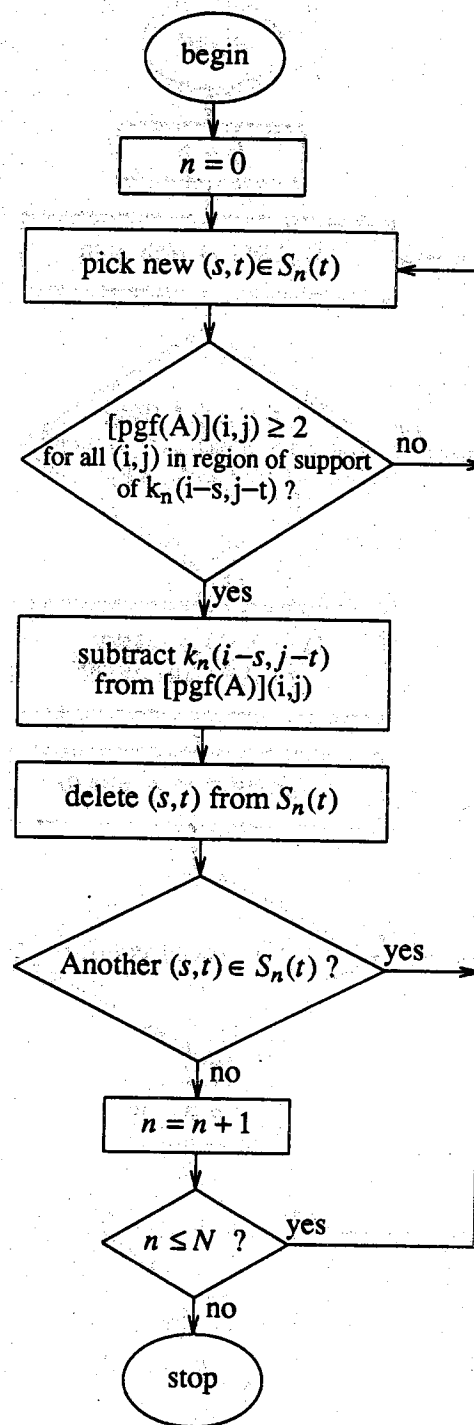 begin
n = 0
pick new (s,t)∈S_n(t)
[pgf(A)](i,j) ≥ 2
for all (i,j) in region of support
of k_n(i−s,j−t) ?
no
yes
subtract k_n(i−s,j−t)
from [pgf(A)](i,j)
delete (s,t) from S_n(t)
Another (s,t)∈ S_n(t) ?
yes
no
n = n + 1
n ≤ N ?
yes
no
stop